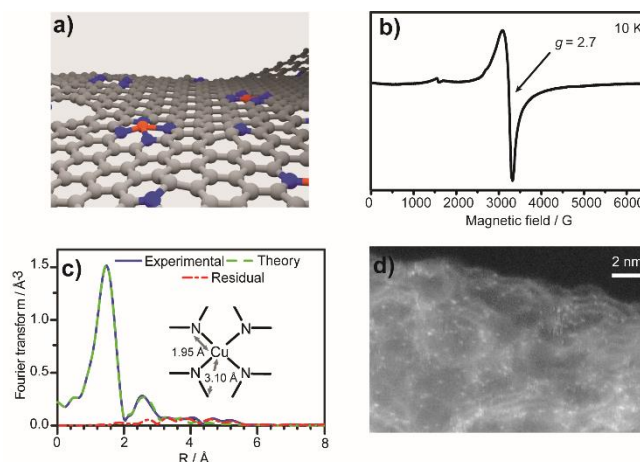 a)
b)
10 K
g = 2.7
0 1000 2000 3000 4000 5000 6000
Magnetic field / G
c)
Experimental
Theory
Residual
Fourier transform / Å-3
1.5
1.0
0.5
0.0
N N
Cu
1.95 Å
N N
3.10 Å
0 2 4 6 8
R / Å
d)
2 nm